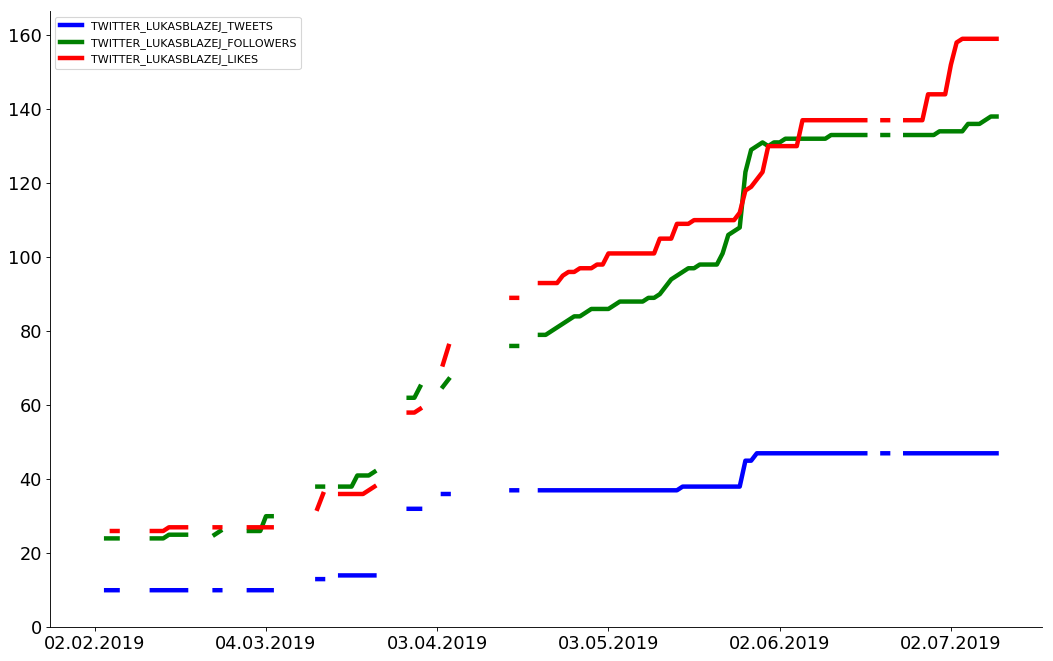 TWITTER_LUKASBLAZEJ_TWEETS
TWITTER_LUKASBLAZEJ_FOLLOWERS
TWITTER_LUKASBLAZEJ_LIKES
160
140
120
100
80
60
40
20
0
02.02.2019 04.03.2019 03.04.2019 03.05.2019 02.06.2019 02.07.2019